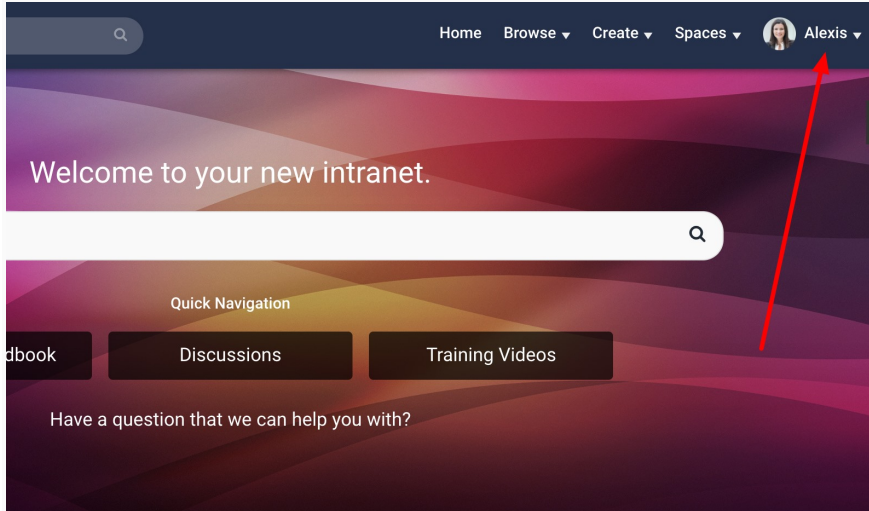 Home Browse Create Spaces Alexis
Welcome to your new intranet.
Quick Navigation
dbook Discussions Training Videos
Have a question that we can help you with?